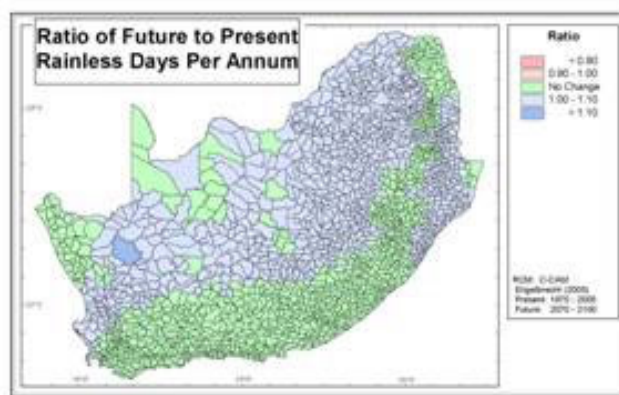 Ratio of Future to Present
Rainless Days Per Annum
Ratio
< 0.90
0.90 - 1.00
No Change
1.00 - 1.10
> 1.10
RCM: C-CAM
Engelbrecht (2005)
Present: 1975 - 2005
Future: 2070 - 2100